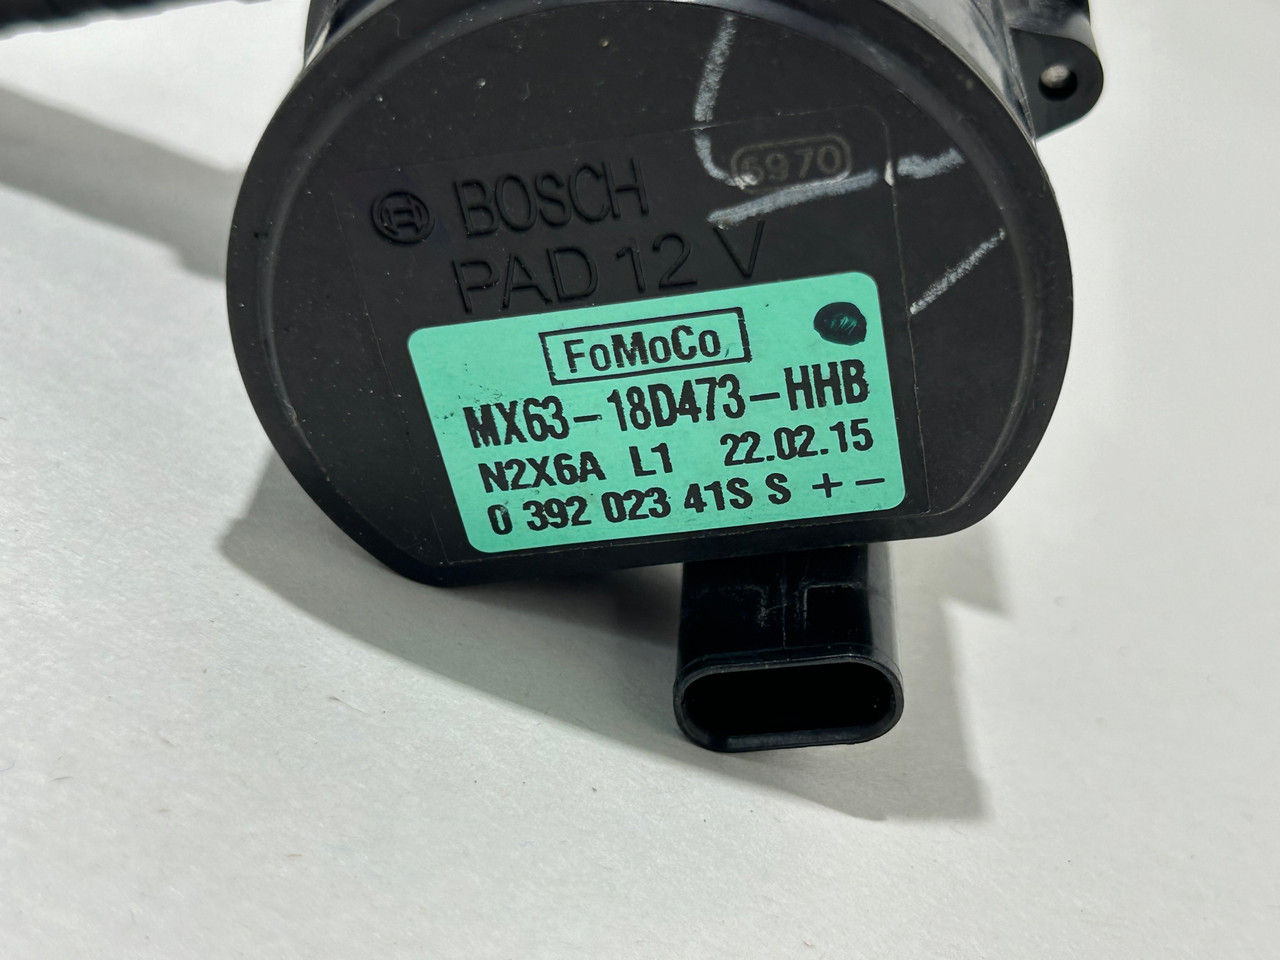 6970
BOSCH
PAD 12 V
FoMoCo
MX63-18D473-HHB
N2X6A L1 22.02.15
0 392 023 41S S + -